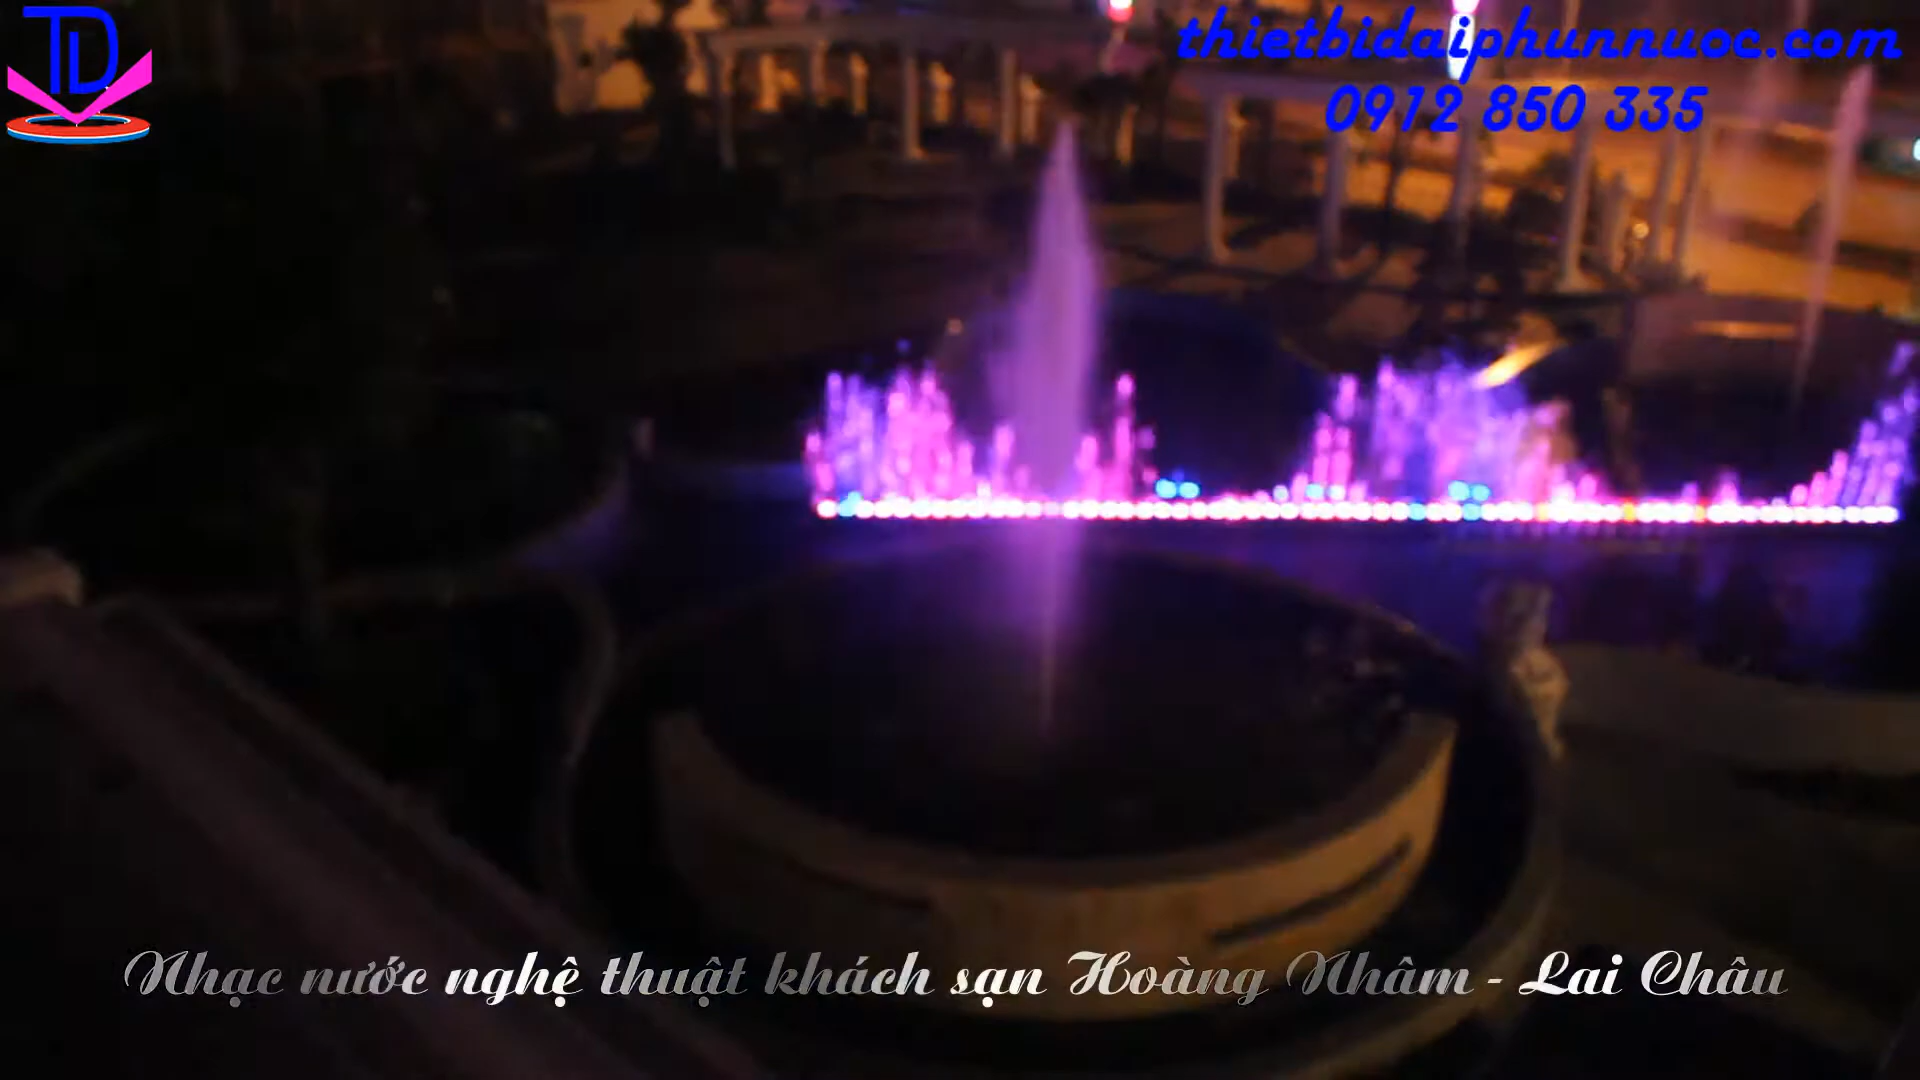 TD
thietbidaiphunnuoc.com
0912 850 335
Nhạc nước nghệ thuật khách sạn Hoàng Nhâm - Lai Châu